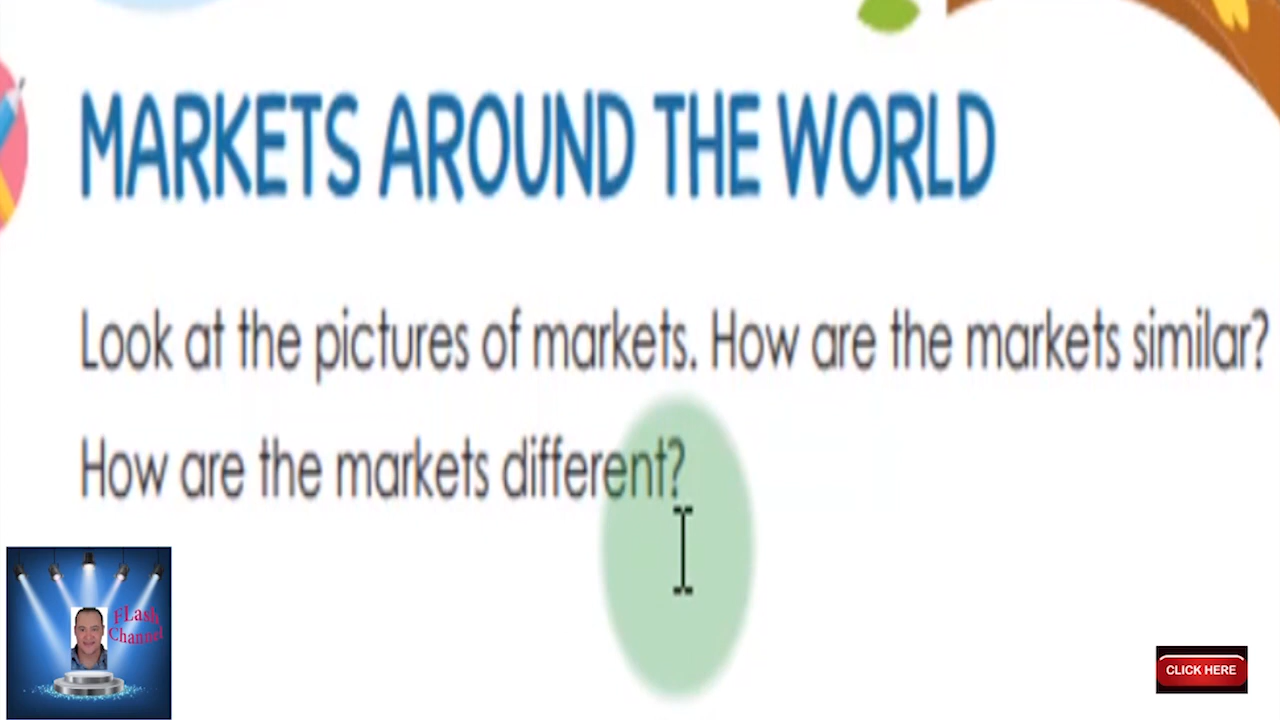 MARKETS AROUND THE WORLD
Look at the pictures of markets. How are the markets similar?
How are the markets different?
FLash
Channel
CLICK HERE